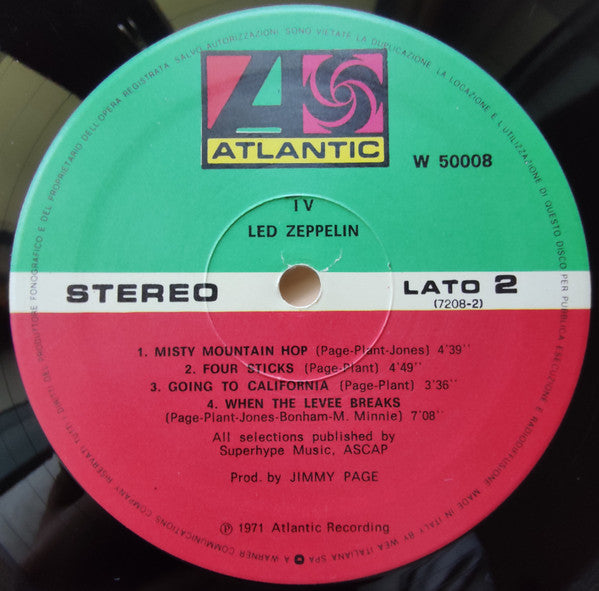 DIRITTI DEL PRODUTTORE FONOGRAFICO E DEL PROPRIETARIO DELL'OPERA REGISTRATA SALVO AUTORIZZAZIONI SONO VIETATE LA DUPLICAZIONE LA LOCAZIONE E L'UTILIZZAZIONE DI QUESTO DISCO PER PUBBLICA ESECUZIONE E RADIODIFFUSIONE. MADE IN ITALY BY WEA ITALIANA SPA A WARNER COMMUNICATIONS COMPANY
ATLANTIC
W 50008
IV
LED ZEPPELIN
STEREO
LATO 2
(7208-2)
1. MISTY MOUNTAIN HOP (Page-Plant-Jones) 4'39''
2. FOUR STICKS (Page-Plant) 4'49''
3. GOING TO CALIFORNIA (Page-Plant) 3'36''
4. WHEN THE LEVEE BREAKS
(Page-Plant-Jones-Bonham-M. Minnie) 7'08''
All selections published by
Superhype Music, ASCAP
Prod. by JIMMY PAGE
℗ 1971 Atlantic Recording